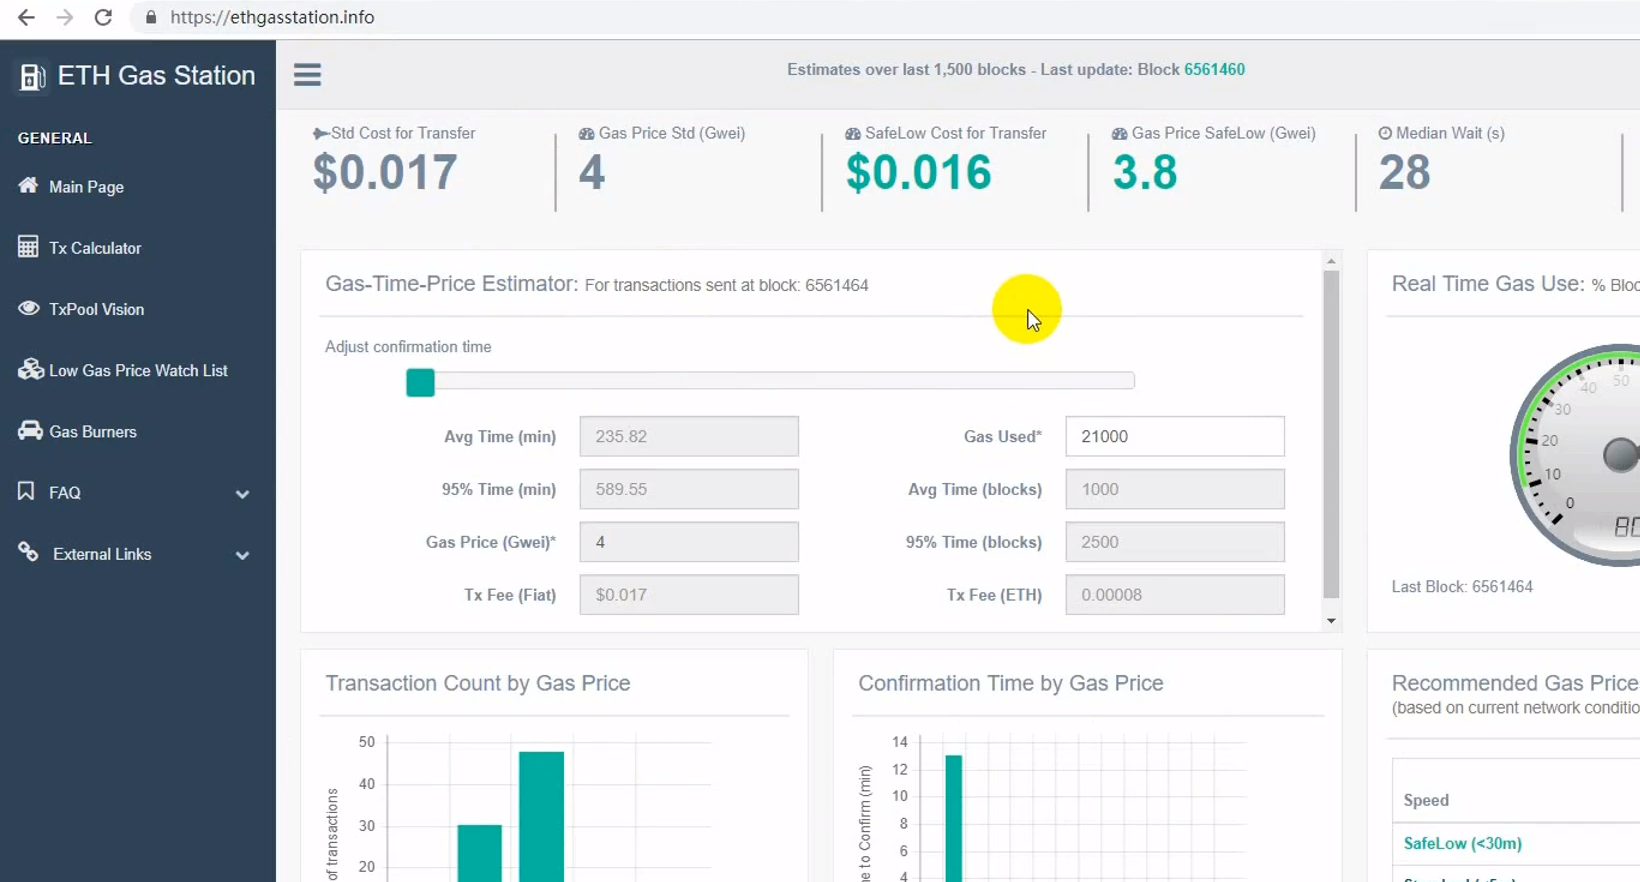 https://ethgasstation.info
ETH Gas Station
Estimates over last 1,500 blocks - Last update: Block 6561460
GENERAL
Main Page
Tx Calculator
TxPool Vision
Low Gas Price Watch List
Gas Burners
FAQ
External Links
Std Cost for Transfer
$0.017
Gas Price Std (Gwei)
4
SafeLow Cost for Transfer
$0.016
Gas Price SafeLow (Gwei)
3.8
Median Wait (s)
28
Gas-Time-Price Estimator: For transactions sent at block: 6561464
Adjust confirmation time
Avg Time (min) 235.82
Gas Used* 21000
95% Time (min) 589.55
Avg Time (blocks) 1000
Gas Price (Gwei)* 4
95% Time (blocks) 2500
Tx Fee (Fiat) $0.017
Tx Fee (ETH) 0.00008
Real Time Gas Use: %
50
40
30
20
10
0
80
Last Block: 6561464
Transaction Count by Gas Price
50
40
30
20
of transactions
Confirmation Time by Gas Price
14
12
10
8
6
4
to Confirm (min)
Recommended Gas Price
(based on current network
Speed
SafeLow (<30m)